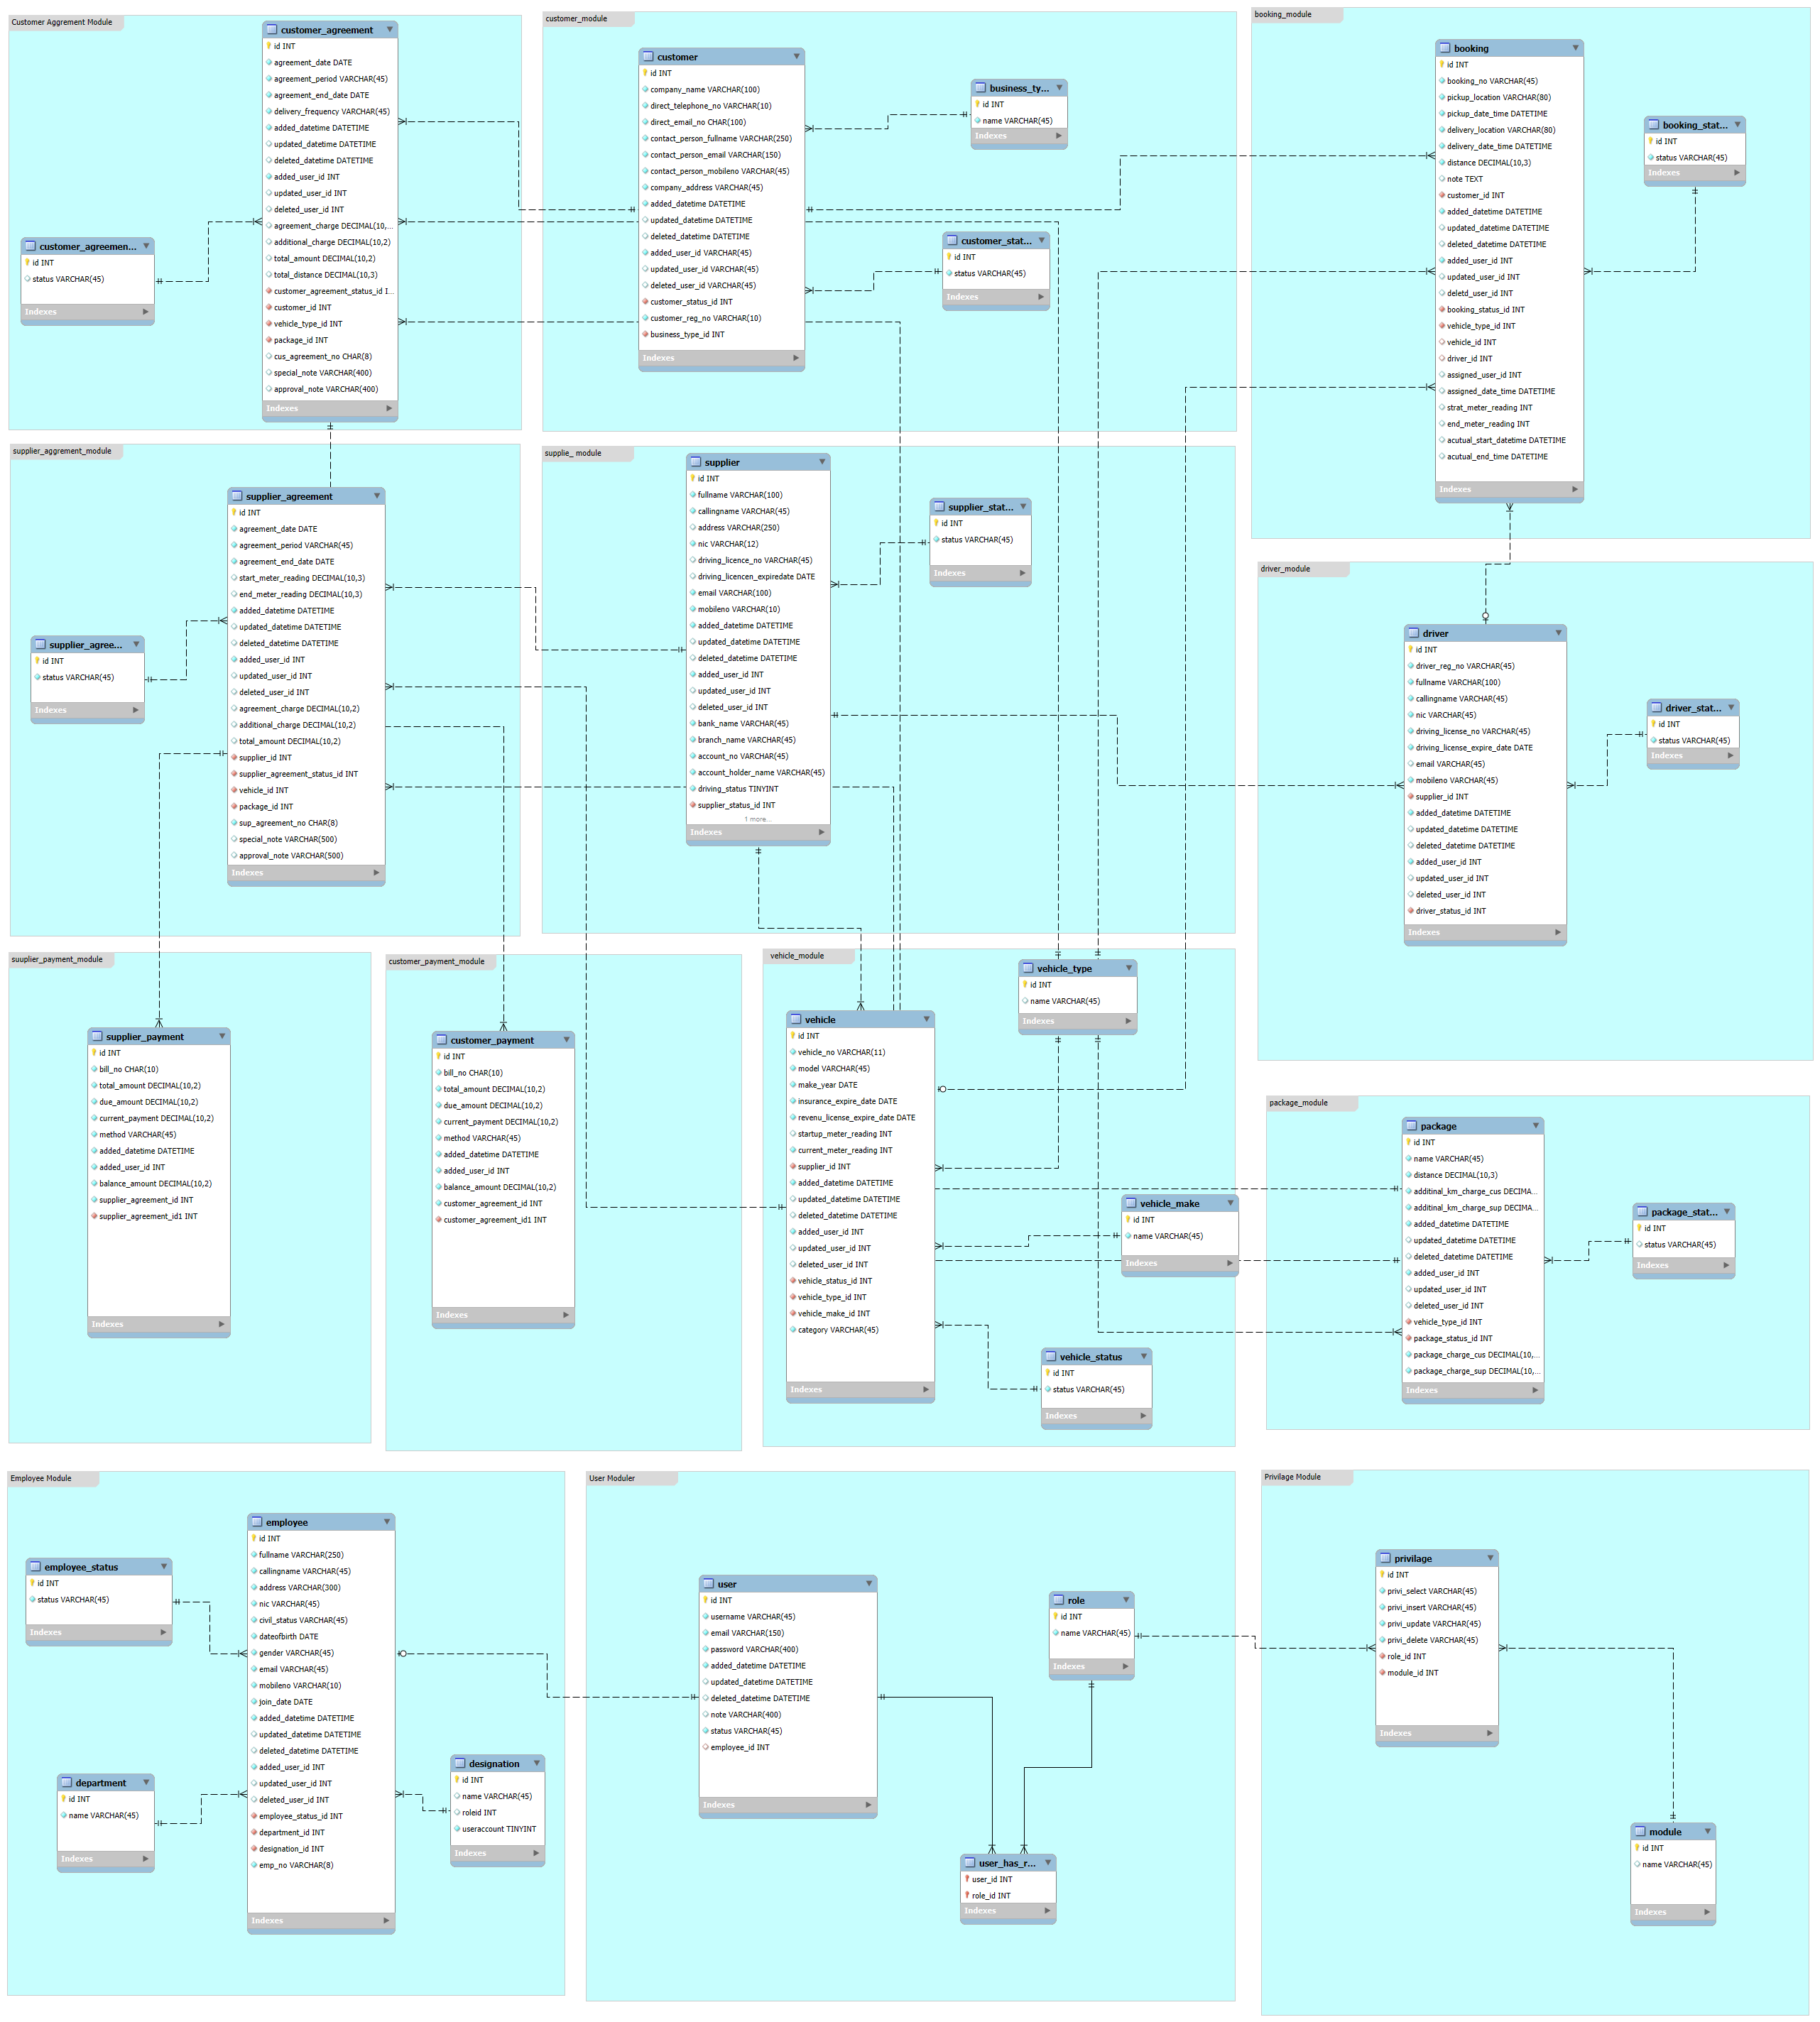 Customer Aggrement Module
customer_agreement
id INT
agreement_date DATE
agreement_period VARCHAR(45)
agreement_end_date DATE
delivery_frequency VARCHAR(45)
added_datetime DATETIME
updated_datetime DATETIME
deleted_datetime DATETIME
added_user_id INT
updated_user_id INT
deleted_user_id INT
agreement_charge DECIMAL(10,...
additional_charge DECIMAL(10,2)
total_amount DECIMAL(10,2)
total_distance DECIMAL(10,3)
customer_agreement_status_id I...
customer_id INT
vehicle_type_id INT
package_id INT
cus_agreement_no CHAR(8)
special_note VARCHAR(400)
approval_note VARCHAR(400)
Indexes
customer_agreemen...
id INT
status VARCHAR(45)
Indexes
customer_module
customer
id INT
company_name VARCHAR(100)
direct_telephone_no VARCHAR(10)
direct_email_no CHAR(100)
contact_person_fullname VARCHAR(250)
contact_person_email VARCHAR(150)
contact_person_mobileno VARCHAR(45)
company_address VARCHAR(45)
added_datetime DATETIME
updated_datetime DATETIME
deleted_datetime DATETIME
added_user_id VARCHAR(45)
updated_user_id VARCHAR(45)
deleted_user_id VARCHAR(45)
customer_status_id INT
customer_reg_no VARCHAR(10)
business_type_id INT
Indexes
business_ty...
id INT
name VARCHAR(45)
Indexes
customer_stat...
id INT
status VARCHAR(45)
Indexes
booking_module
booking
id INT
booking_no VARCHAR(45)
pickup_location VARCHAR(80)
pickup_date_time DATETIME
delivery_location VARCHAR(80)
delivery_date_time DATETIME
distance DECIMAL(10,3)
note TEXT
customer_id INT
added_datetime DATETIME
updated_datetime DATETIME
deleted_datetime DATETIME
added_user_id INT
updated_user_id INT
deletd_user_id INT
booking_status_id INT
vehicle_type_id INT
vehicle_id INT
driver_id INT
assigned_user_id INT
assigned_date_time DATETIME
strat_meter_reading INT
end_meter_reading INT
acutual_start_datetime DATETIME
acutual_end_time DATETIME
Indexes
booking_stat...
id INT
status VARCHAR(45)
Indexes
supplier_aggrement_module
supplier_agreement
id INT
agreement_date DATE
agreement_period VARCHAR(45)
agreement_end_date DATE
start_meter_reading DECIMAL(10,3)
end_meter_reading DECIMAL(10,3)
added_datetime DATETIME
updated_datetime DATETIME
deleted_datetime DATETIME
added_user_id INT
updated_user_id INT
deleted_user_id INT
agreement_charge DECIMAL(10,2)
additional_charge DECIMAL(10,2)
total_amount DECIMAL(10,2)
supplier_id INT
supplier_agreement_status_id INT
vehicle_id INT
package_id INT
sup_agreement_no CHAR(8)
special_note VARCHAR(500)
approval_note VARCHAR(500)
Indexes
supplier_agree...
id INT
status VARCHAR(45)
Indexes
supplie_ module
supplier
id INT
fullname VARCHAR(100)
callingname VARCHAR(45)
address VARCHAR(250)
nic VARCHAR(12)
driving_licence_no VARCHAR(45)
driving_licencen_expiredate DATE
email VARCHAR(100)
mobileno VARCHAR(10)
added_datetime DATETIME
updated_datetime DATETIME
deleted_datetime DATETIME
added_user_id INT
updated_user_id INT
deleted_user_id INT
bank_name VARCHAR(45)
branch_name VARCHAR(45)
account_no VARCHAR(45)
account_holder_name VARCHAR(45)
driving_status TINYINT
supplier_status_id INT
1 more...
Indexes
supplier_stat...
id INT
status VARCHAR(45)
Indexes
driver_module
driver
id INT
driver_reg_no VARCHAR(45)
fullname VARCHAR(100)
callingname VARCHAR(45)
nic VARCHAR(45)
driving_license_no VARCHAR(45)
driving_license_expire_date DATE
email VARCHAR(45)
mobileno VARCHAR(45)
supplier_id INT
added_datetime DATETIME
updated_datetime DATETIME
deleted_datetime DATETIME
added_user_id INT
updated_user_id INT
deleted_user_id INT
driver_status_id INT
Indexes
driver_stat...
id INT
status VARCHAR(45)
Indexes
suuplier_payment_module
supplier_payment
id INT
bill_no CHAR(10)
total_amount DECIMAL(10,2)
due_amount DECIMAL(10,2)
current_payment DECIMAL(10,2)
method VARCHAR(45)
added_datetime DATETIME
added_user_id INT
balance_amount DECIMAL(10,2)
supplier_agreement_id INT
supplier_agreement_id1 INT
Indexes
customer_payment_module
customer_payment
id INT
bill_no CHAR(10)
total_amount DECIMAL(10,2)
due_amount DECIMAL(10,2)
current_payment DECIMAL(10,2)
method VARCHAR(45)
added_datetime DATETIME
added_user_id INT
balance_amount DECIMAL(10,2)
customer_agreement_id INT
customer_agreement_id1 INT
Indexes
vehicle_module
vehicle_type
id INT
name VARCHAR(45)
Indexes
vehicle
id INT
vehicle_no VARCHAR(11)
model VARCHAR(45)
make_year DATE
insurance_expire_date DATE
revenu_license_expire_date DATE
startup_meter_reading INT
current_meter_reading INT
supplier_id INT
added_datetime DATETIME
updated_datetime DATETIME
deleted_datetime DATETIME
added_user_id INT
updated_user_id INT
deleted_user_id INT
vehicle_status_id INT
vehicle_type_id INT
vehicle_make_id INT
category VARCHAR(45)
Indexes
vehicle_make
id INT
name VARCHAR(45)
Indexes
vehicle_status
id INT
status VARCHAR(45)
Indexes
package_module
package
id INT
name VARCHAR(45)
distance DECIMAL(10,3)
additinal_km_charge_cus DECIMA...
additinal_km_charge_sup DECIMA...
added_datetime DATETIME
updated_datetime DATETIME
deleted_datetime DATETIME
added_user_id INT
updated_user_id INT
deleted_user_id INT
vehicle_type_id INT
package_status_id INT
package_charge_cus DECIMAL(10,...
package_charge_sup DECIMAL(10,...
Indexes
package_stat...
id INT
status VARCHAR(45)
Indexes
Employee Module
employee
id INT
fullname VARCHAR(250)
callingname VARCHAR(45)
address VARCHAR(300)
nic VARCHAR(45)
civil_status VARCHAR(45)
dateofbirth DATE
gender VARCHAR(45)
email VARCHAR(45)
mobileno VARCHAR(10)
join_date DATE
added_datetime DATETIME
updated_datetime DATETIME
deleted_datetime DATETIME
added_user_id INT
updated_user_id INT
deleted_user_id INT
employee_status_id INT
department_id INT
designation_id INT
emp_no VARCHAR(8)
Indexes
employee_status
id INT
status VARCHAR(45)
Indexes
department
id INT
name VARCHAR(45)
Indexes
designation
id INT
name VARCHAR(45)
roleid INT
useraccount TINYINT
Indexes
User Moduler
user
id INT
username VARCHAR(45)
email VARCHAR(150)
password VARCHAR(400)
added_datetime DATETIME
updated_datetime DATETIME
deleted_datetime DATETIME
note VARCHAR(400)
status VARCHAR(45)
employee_id INT
Indexes
role
id INT
name VARCHAR(45)
Indexes
user_has_r...
user_id INT
role_id INT
Indexes
Privilage Module
privilage
id INT
privi_select VARCHAR(45)
privi_insert VARCHAR(45)
privi_update VARCHAR(45)
privi_delete VARCHAR(45)
role_id INT
module_id INT
Indexes
module
id INT
name VARCHAR(45)
Indexes